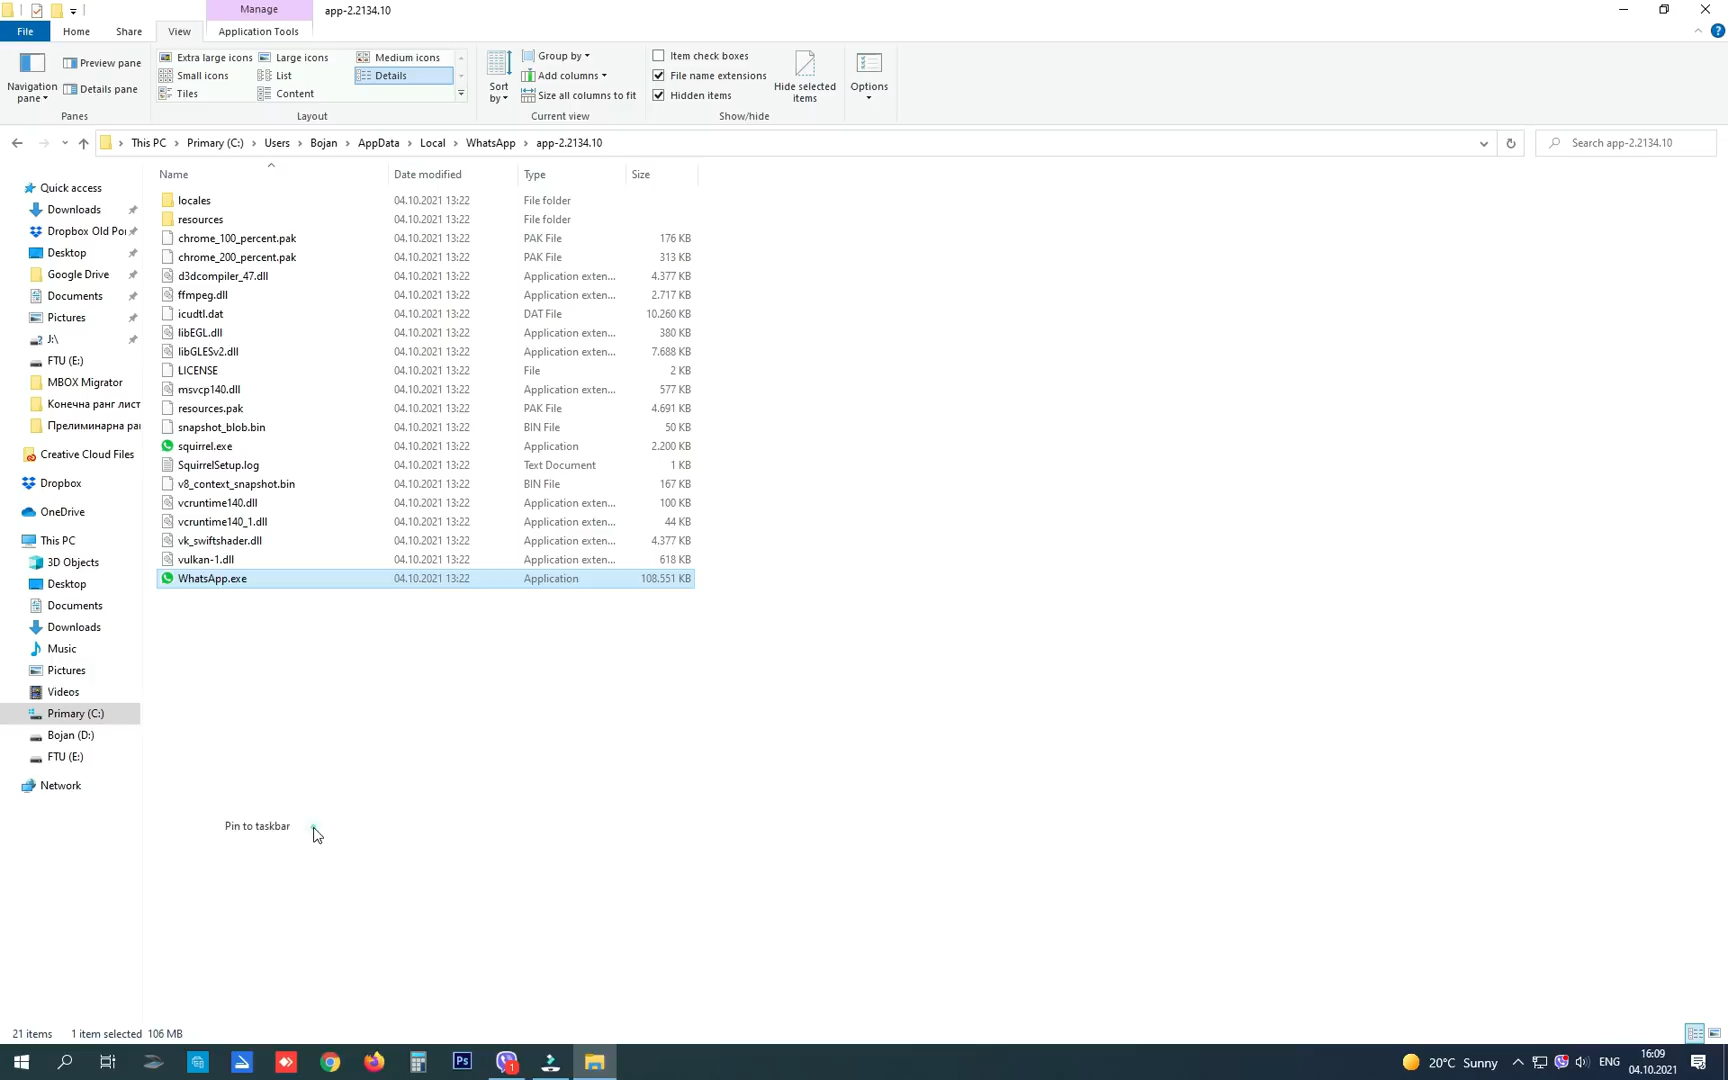 Manage
app-2.2134.10
File
Home
Share
View
Application Tools
Navigation pane
Preview pane
Details pane
Panes
Extra large icons
Large icons
Medium icons
Small icons
List
Details
Tiles
Content
Layout
Sort by
Group by
Add columns
Size all columns to fit
Current view
Item check boxes
File name extensions
Hidden items
Hide selected items
Show/hide
Options
This PC > Primary (C:) > Users > Bojan > AppData > Local > WhatsApp > app-2.2134.10
Search app-2.2134.10
Name Date modified Type Size
locales 04.10.2021 13:22 File folder
resources 04.10.2021 13:22 File folder
chrome_100_percent.pak 04.10.2021 13:22 PAK File 176 KB
chrome_200_percent.pak 04.10.2021 13:22 PAK File 313 KB
d3dcompiler_47.dll 04.10.2021 13:22 Application exten... 4.377 KB
ffmpeg.dll 04.10.2021 13:22 Application exten... 2.717 KB
icudtl.dat 04.10.2021 13:22 DAT File 10.260 KB
libEGL.dll 04.10.2021 13:22 Application exten... 380 KB
libGLESv2.dll 04.10.2021 13:22 Application exten... 7.688 KB
LICENSE 04.10.2021 13:22 File 2 KB
msvcp140.dll 04.10.2021 13:22 Application exten... 577 KB
resources.pak 04.10.2021 13:22 PAK File 4.691 KB
snapshot_blob.bin 04.10.2021 13:22 BIN File 50 KB
squirrel.exe 04.10.2021 13:22 Application 2.200 KB
SquirrelSetup.log 04.10.2021 13:22 Text Document 1 KB
v8_context_snapshot.bin 04.10.2021 13:22 BIN File 167 KB
vcruntime140.dll 04.10.2021 13:22 Application exten... 100 KB
vcruntime140_1.dll 04.10.2021 13:22 Application exten... 44 KB
vk_swiftshader.dll 04.10.2021 13:22 Application exten... 4.377 KB
vulkan-1.dll 04.10.2021 13:22 Application exten... 618 KB
WhatsApp.exe 04.10.2021 13:22 Application 108.551 KB
Quick access
Downloads
Dropbox Old Por
Desktop
Google Drive
Documents
Pictures
J:\
FTU (E:)
MBOX Migrator
Конечна ранг лист
Прелиминарна ра
Creative Cloud Files
Dropbox
OneDrive
This PC
3D Objects
Desktop
Documents
Downloads
Music
Pictures
Videos
Primary (C:)
Bojan (D:)
FTU (E:)
Network
Pin to taskbar
21 items 1 item selected 106 MB
Ps
1
20°C Sunny
ENG
16:09
04.10.2021